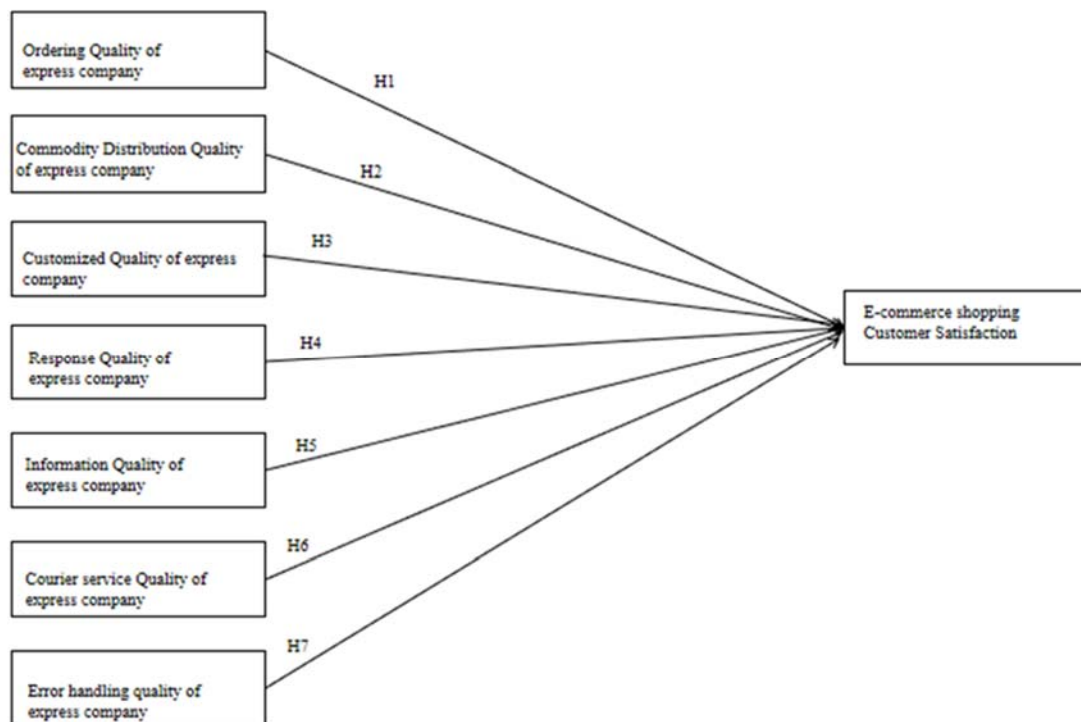 Ordering Quality of
express company
H1
Commodity Distribution Quality
of express company
H2
Customized Quality of express
company
H3
E-commerce shopping
Customer Satisfaction
Response Quality of
express company
H4
Information Quality of
express company
H5
Courier service Quality of
express company
H6
Error handling quality of
express company
H7